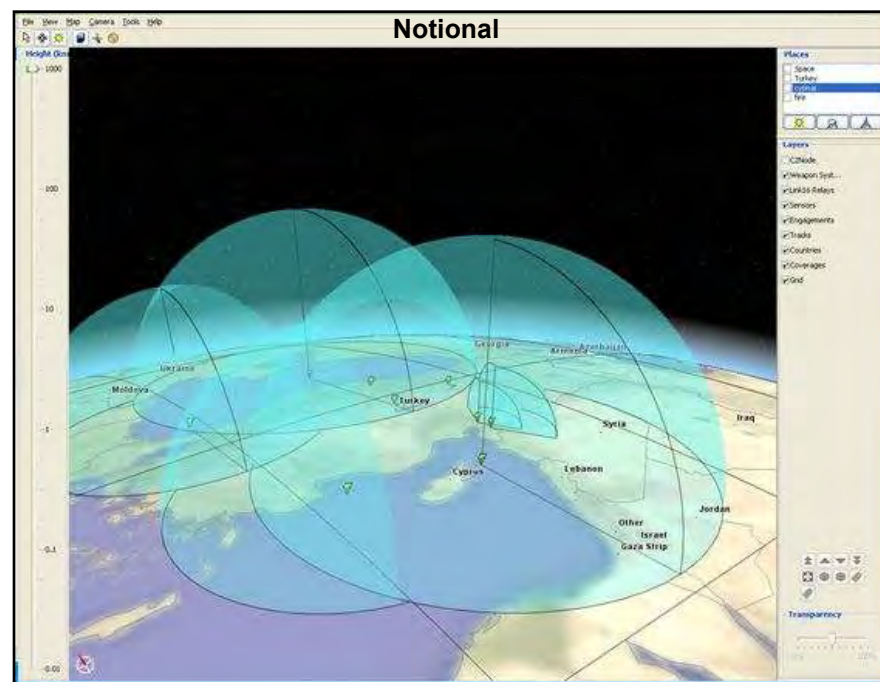 Notional
File View Map Camera Tools Help
Height (km
1000
100
10
1
0.1
0.01
Georgia
Armenia Azerbaijan
Ukraine
Moldova
Turkey
Syria
Iraq
Cyprus
Lebanon
Jordan
Other
Israel
Gaza Strip
Places
Space
Turkey
cyprus
fire
Layers
C2Node
Weapon Syst...
Link16 Relays
Sensors
Engagements
Tracks
Countries
Coverages
Grid
Transparency
100%